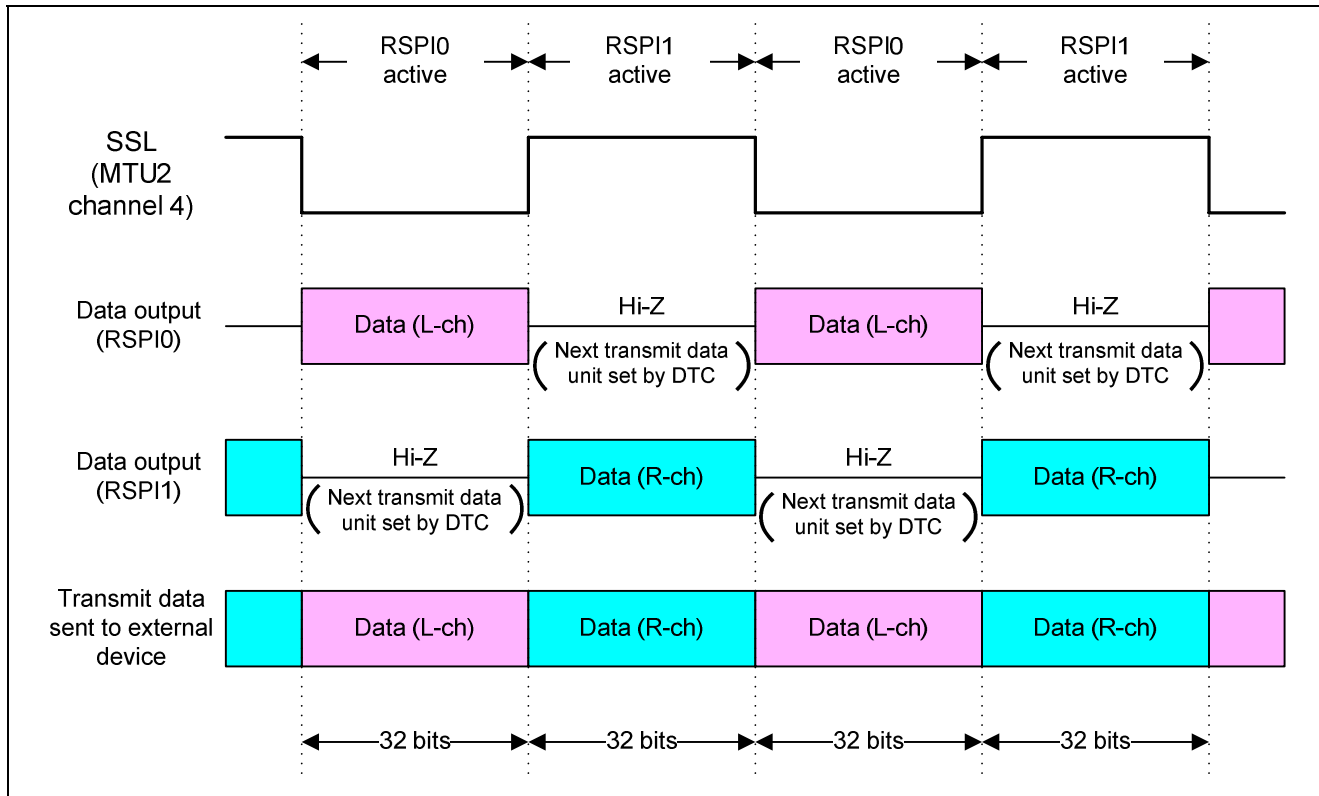 RSPI0
active
RSPI1
active
RSPI0
active
RSPI1
active
SSL
(MTU2
channel 4)
Data output
(RSPI0)
Data (L-ch)
Hi-Z
(Next transmit data
unit set by DTC)
Data (L-ch)
Hi-Z
(Next transmit data
unit set by DTC)
Data output
(RSPI1)
Hi-Z
(Next transmit data
unit set by DTC)
Data (R-ch)
Hi-Z
(Next transmit data
unit set by DTC)
Data (R-ch)
Transmit data
sent to external
device
Data (L-ch)
Data (R-ch)
Data (L-ch)
Data (R-ch)
32 bits
32 bits
32 bits
32 bits